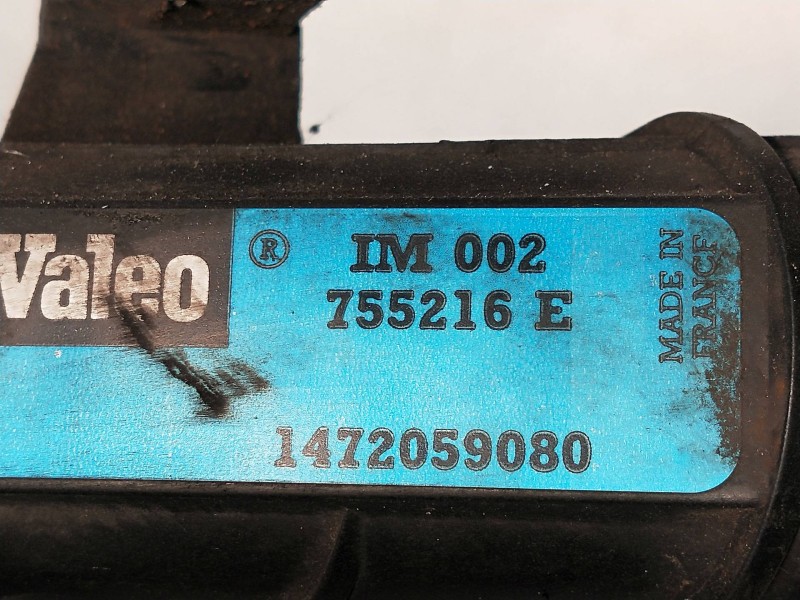 Valeo ® IM 002
755216 E
1472059080
MADE IN
FRANCE